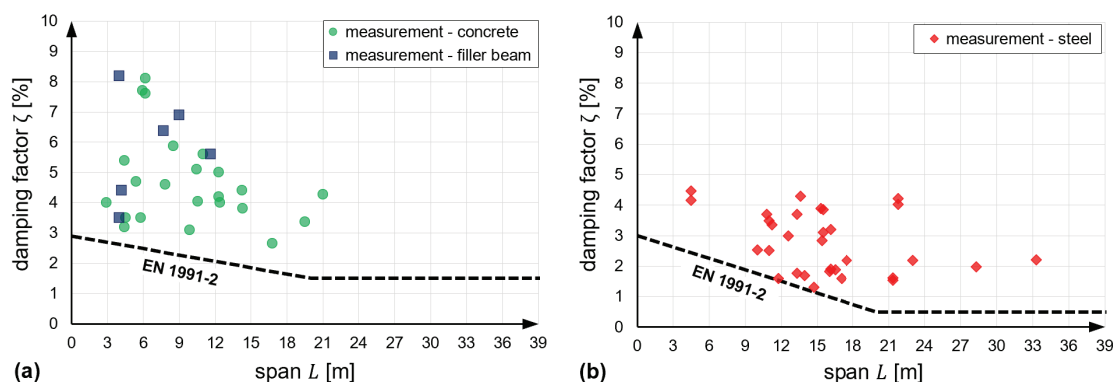 10
9
8
7
6
5
4
3
2
1
0
damping factor ζ [%]
measurement - concrete
measurement - filler beam
EN 1991-2
0 3 6 9 12 15 18 21 24 27 30 33 36 39
(a) span L [m]
10
9
8
7
6
5
4
3
2
1
0
damping factor ζ [%]
measurement - steel
EN 1991-2
0 3 6 9 12 15 18 21 24 27 30 33 36 39
(b) span L [m]